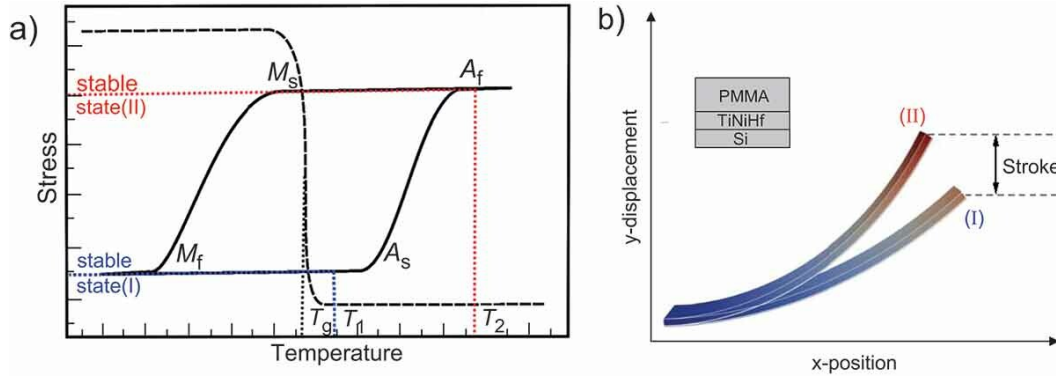 a)
stable
state(II)
Ms
Af
Stress
Mf
As
stable
state(I)
Tg
T1
T2
Temperature
b)
PMMA
TiNiHf
Si
(II)
Stroke
(I)
y-displacement
x-position